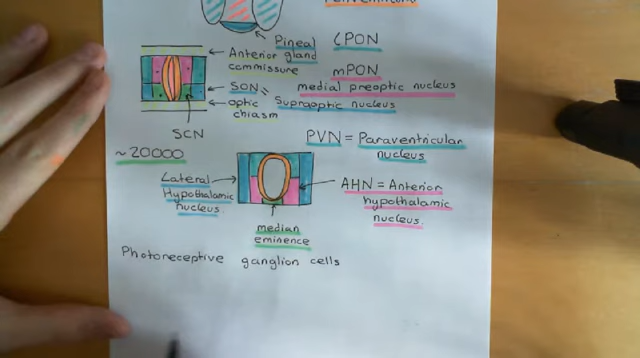 Pineal
gland
LPON
Anterior
commissure
mPON
medial preoptic nucleus
SON =
Supraoptic nucleus
optic
chiasm
SCN
PVN = Paraventricular
nucleus
~20000
Lateral
Hypothalamic
nucleus
AHN = Anterior
hypothalamic
nucleus.
median
eminence
Photoreceptive ganglion cells